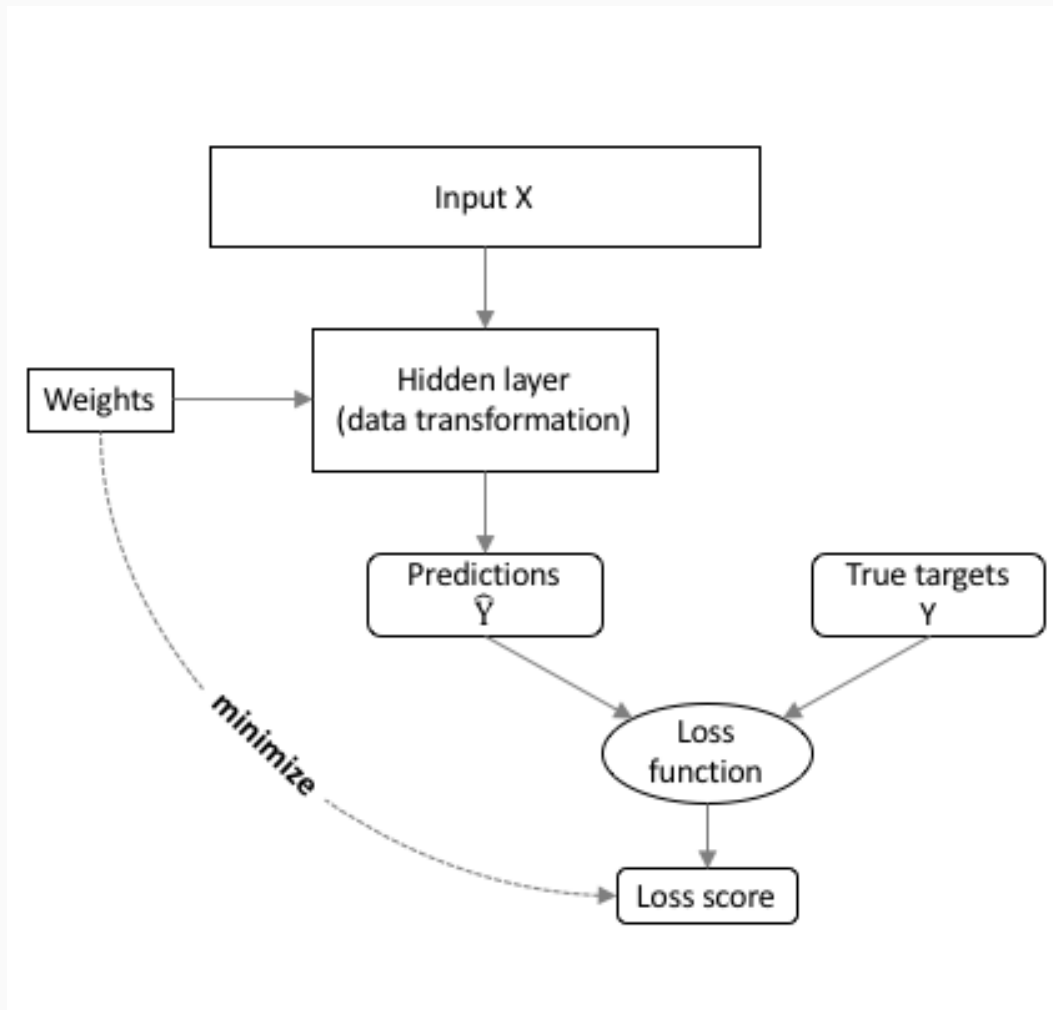 Input X
Weights
Hidden layer
(data transformation)
Predictions
Ŷ
True targets
Y
minimize
Loss
function
Loss score